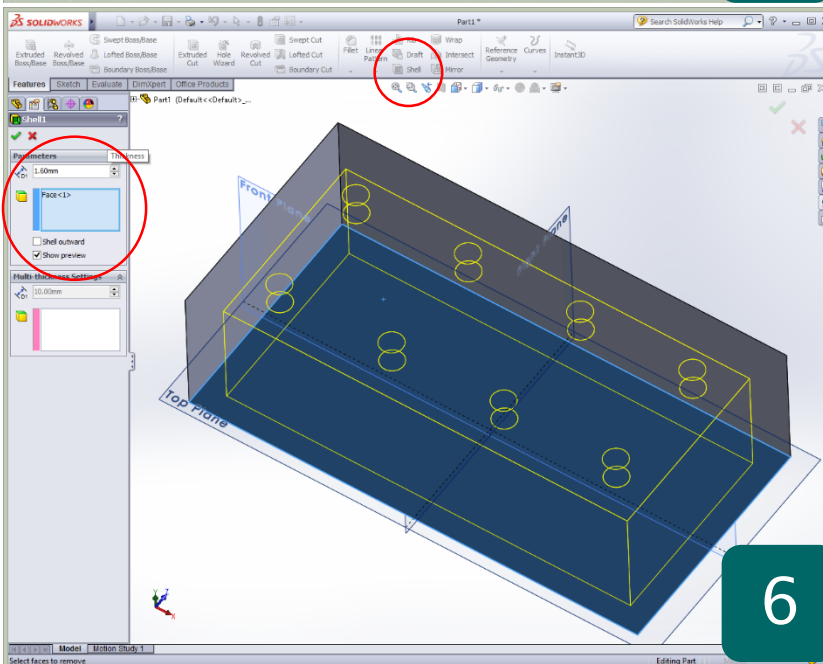 SOLIDWORKS
Part1 *
Search SolidWorks Help
Extruded Boss/Base
Revolved Boss/Base
Swept Boss/Base
Lofted Boss/Base
Boundary Boss/Base
Extruded Cut
Hole Wizard
Revolved Cut
Swept Cut
Lofted Cut
Boundary Cut
Fillet
Linear Pattern
Draft
Shell
Wrap
Intersect
Mirror
Reference Geometry
Curves
Instant3D
Features
Sketch
Evaluate
DimXpert
Office Products
Part1 (Default<<Default>_...
Shell1
?
Parameters
Thickness
D1
1.60mm
Face<1>
Shell outward
Show preview
Multi-thickness Settings
D1
10.00mm
Front Plane
Right Plane
Top Plane
6
Model
Motion Study 1
Select faces to remove
Editing Part